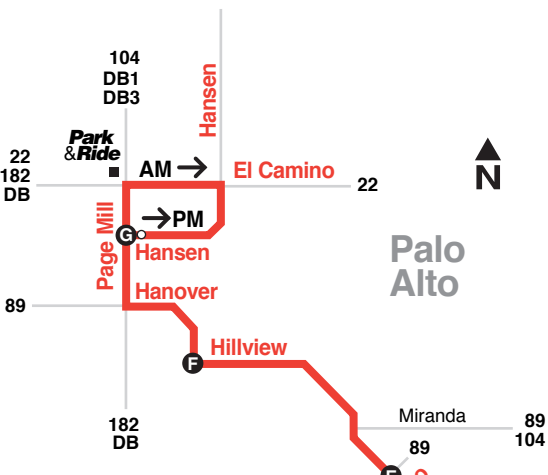 104
DB1
DB3
Hansen
Park
&Ride
22
182
DB
AM
El Camino
22
N
PM
Page Mill
G
Hansen
Palo
Alto
Hanover
89
Hillview
F
Miranda
89
104
182
DB
89